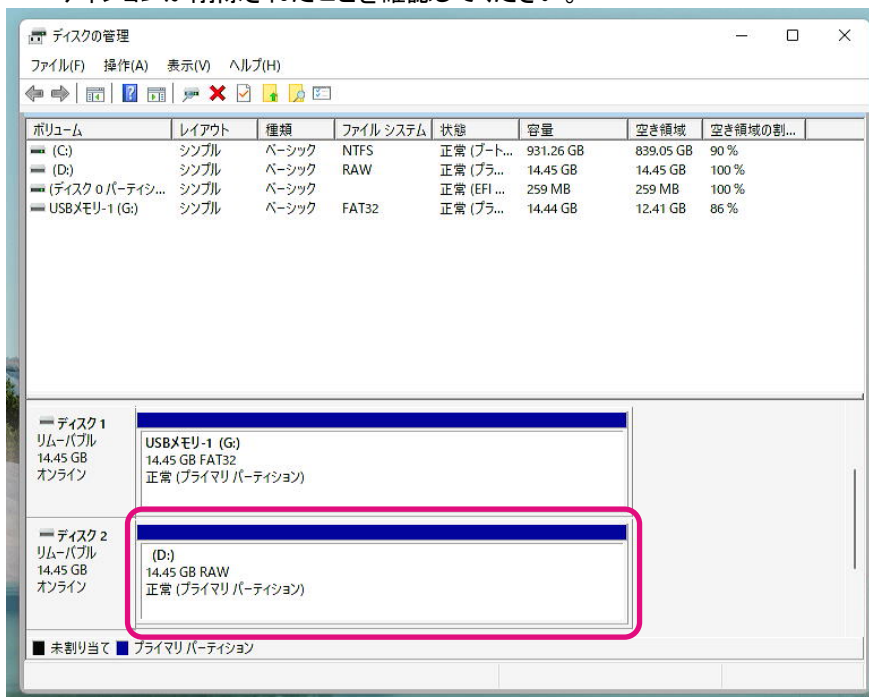 ディスクの管理
ファイル(F) 操作(A) 表示(V) ヘルプ(H)
ボリューム レイアウト 種類 ファイル システム 状態 容量 空き領域 空き領域の割...
(C:) シンプル ベーシック NTFS 正常 (ブート... 931.26 GB 839.05 GB 90 %
(D:) シンプル ベーシック RAW 正常 (プラ... 14.45 GB 14.45 GB 100 %
(ディスク 0 パーティシ... シンプル ベーシック 正常 (EFI ... 259 MB 259 MB 100 %
USBメモリ-1 (G:) シンプル ベーシック FAT32 正常 (プラ... 14.44 GB 12.41 GB 86 %
ディスク 1
リムーバブル
14.45 GB
オンライン
USBメモリ-1 (G:)
14.45 GB FAT32
正常 (プライマリ パーティション)
ディスク 2
リムーバブル
14.45 GB
オンライン
(D:)
14.45 GB RAW
正常 (プライマリ パーティション)
未割り当て プライマリ パーティション